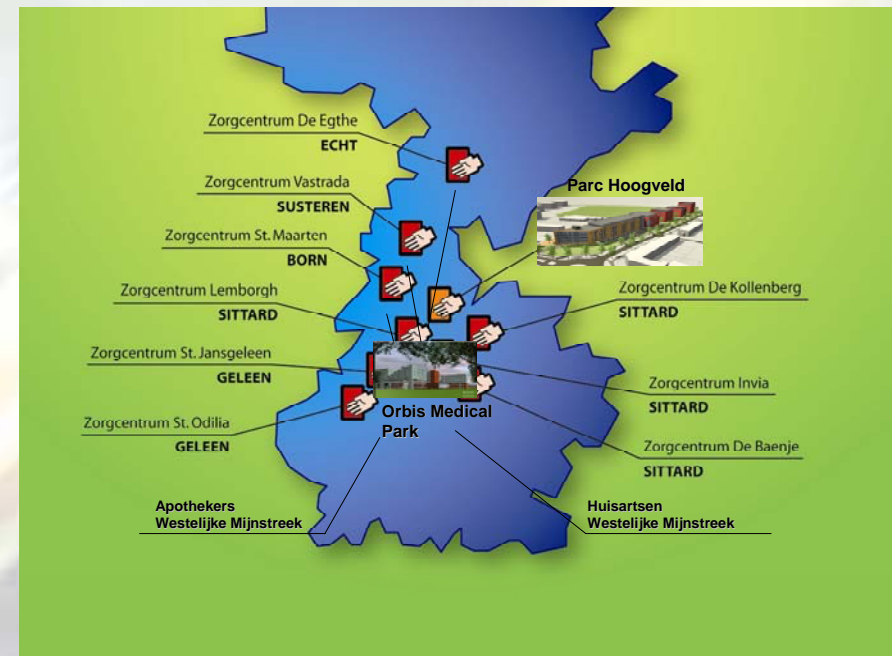 Zorgcentrum De Egthe
ECHT
Zorgcentrum Vastrada
SUSTEREN
Zorgcentrum St. Maarten
BORN
Zorgcentrum Lemborgh
SITTARD
Zorgcentrum St. Jansgeleen
GELEEN
Zorgcentrum St. Odilia
GELEEN
Parc Hoogveld
Zorgcentrum De Kollenberg
SITTARD
Zorgcentrum Invia
SITTARD
Zorgcentrum De Baenje
SITTARD
Orbis Medical
Park
Apothekers
Westelijke Mijnstreek
Huisartsen
Westelijke Mijnstreek